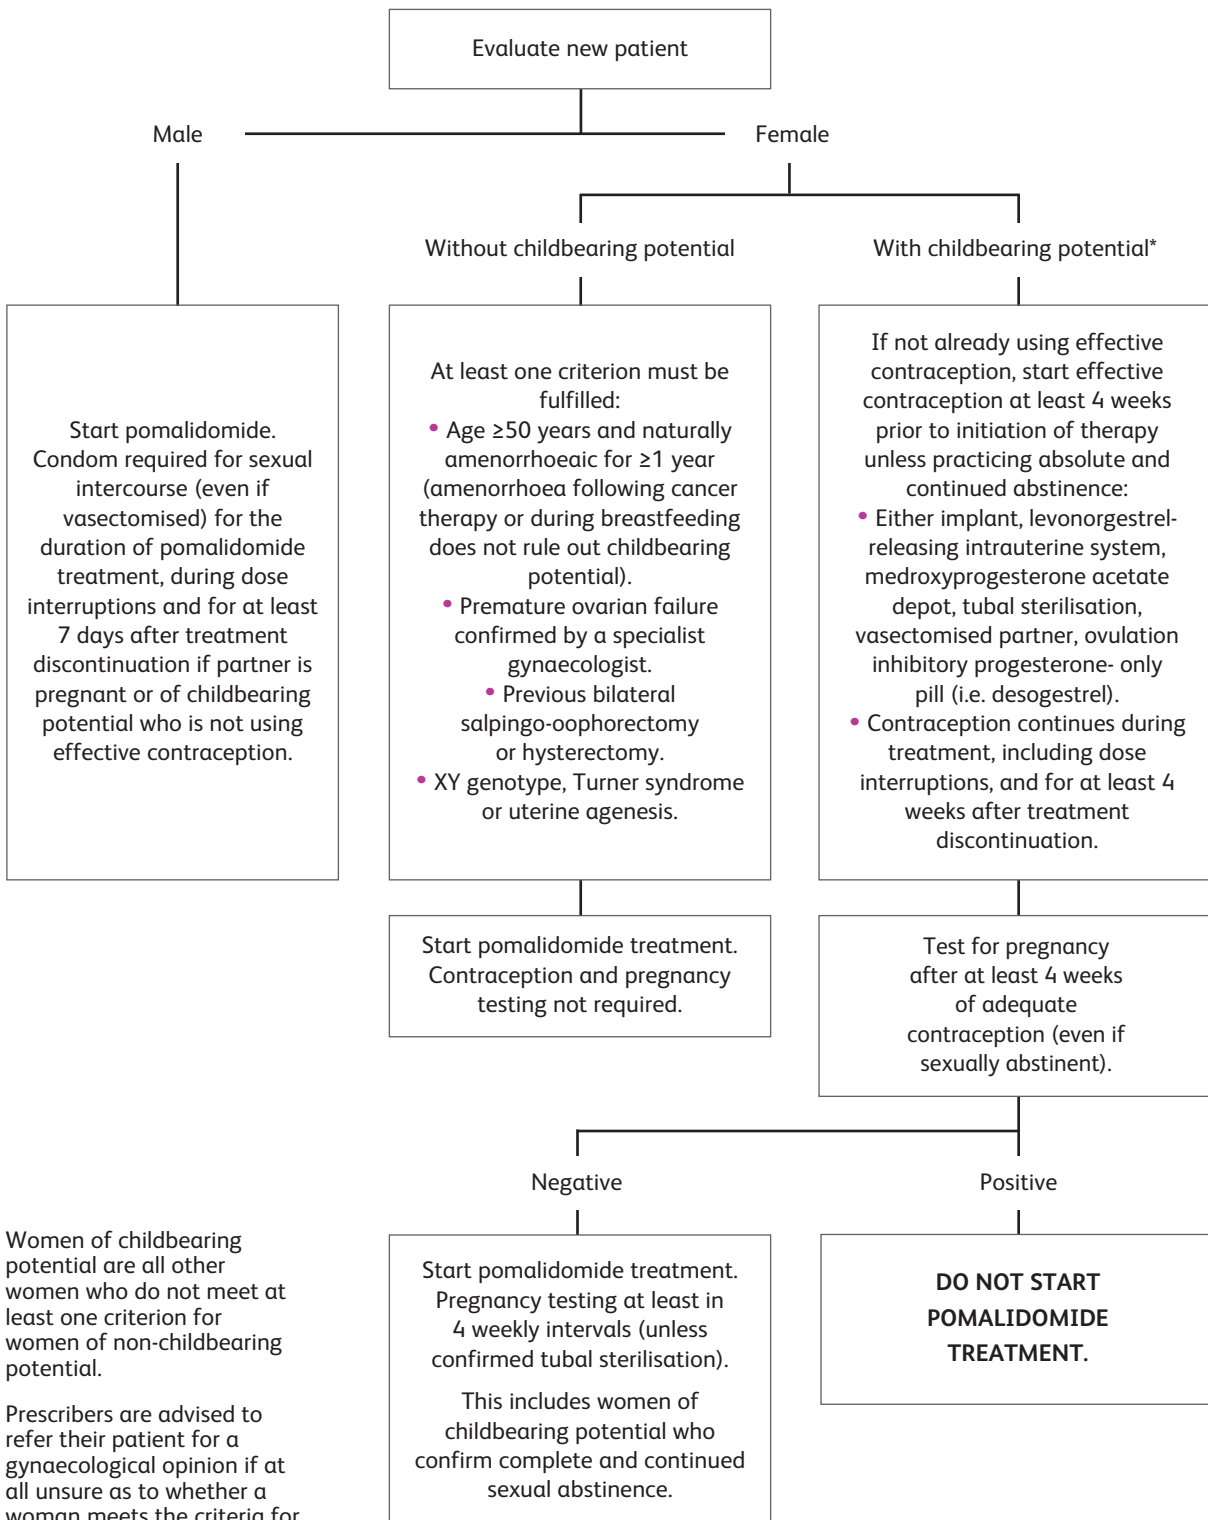 Evaluate new patient
Male
Female
Without childbearing potential
With childbearing potential*
Start pomalidomide.
Condom required for sexual
intercourse (even if
vasectomised) for the
duration of pomalidomide
treatment, during dose
interruptions and for at least
7 days after treatment
discontinuation if partner is
pregnant or of childbearing
potential who is not using
effective contraception.
At least one criterion must be
fulfilled:
• Age ≥50 years and naturally
amenorrhoeaic for ≥1 year
(amenorrhoea following cancer
therapy or during breastfeeding
does not rule out childbearing
potential).
• Premature ovarian failure
confirmed by a specialist
gynaecologist.
• Previous bilateral
salpingo-oophorectomy
or hysterectomy.
• XY genotype, Turner syndrome
or uterine agenesis.
If not already using effective
contraception, start effective
contraception at least 4 weeks
prior to initiation of therapy
unless practicing absolute and
continued abstinence:
• Either implant, levonorgestrel-
releasing intrauterine system,
medroxyprogesterone acetate
depot, tubal sterilisation,
vasectomised partner, ovulation
inhibitory progesterone- only
pill (i.e. desogestrel).
• Contraception continues during
treatment, including dose
interruptions, and for at least 4
weeks after treatment
discontinuation.
Start pomalidomide treatment.
Contraception and pregnancy
testing not required.
Test for pregnancy
after at least 4 weeks
of adequate
contraception (even if
sexually abstinent).
Negative
Positive
Start pomalidomide treatment.
Pregnancy testing at least in
4 weekly intervals (unless
confirmed tubal sterilisation).
This includes women of
childbearing potential who
confirm complete and continued
sexual abstinence.
DO NOT START
POMALIDOMIDE
TREATMENT.
Women of childbearing
potential are all other
women who do not meet at
least one criterion for
women of non-childbearing
potential.
Prescribers are advised to
refer their patient for a
gynaecological opinion if at
all unsure as to whether a
woman meets the criteria for